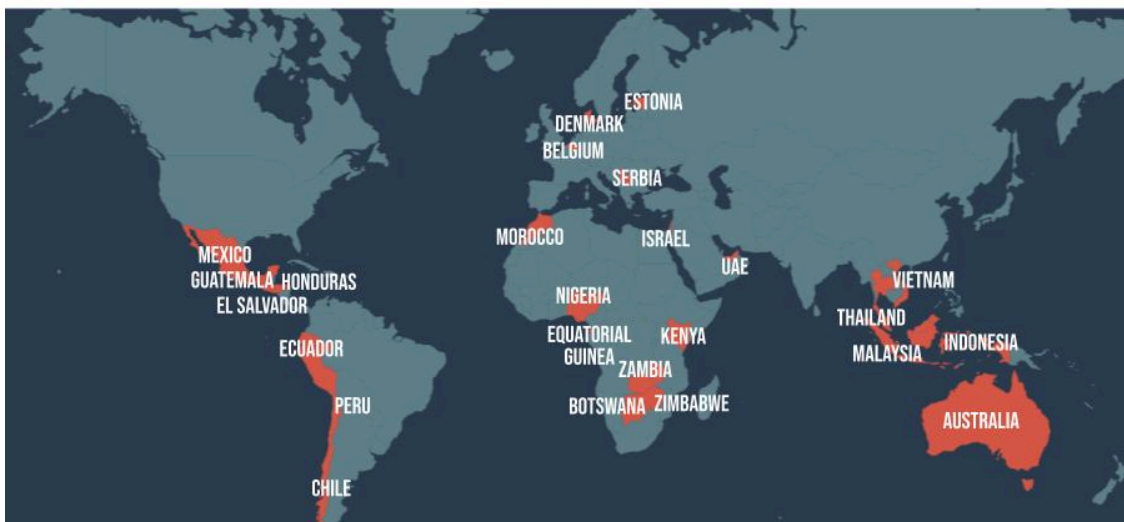 ESTONIA
DENMARK
BELGIUM
SERBIA
MOROCCO
ISRAEL
UAE
MEXICO
GUATEMALA
HONDURAS
EL SALVADOR
NIGERIA
VIETNAM
EQUATORIAL
GUINEA
KENYA
THAILAND
MALAYSIA
INDONESIA
ECUADOR
ZAMBIA
PERU
BOTSWANA
ZIMBABWE
AUSTRALIA
CHILE